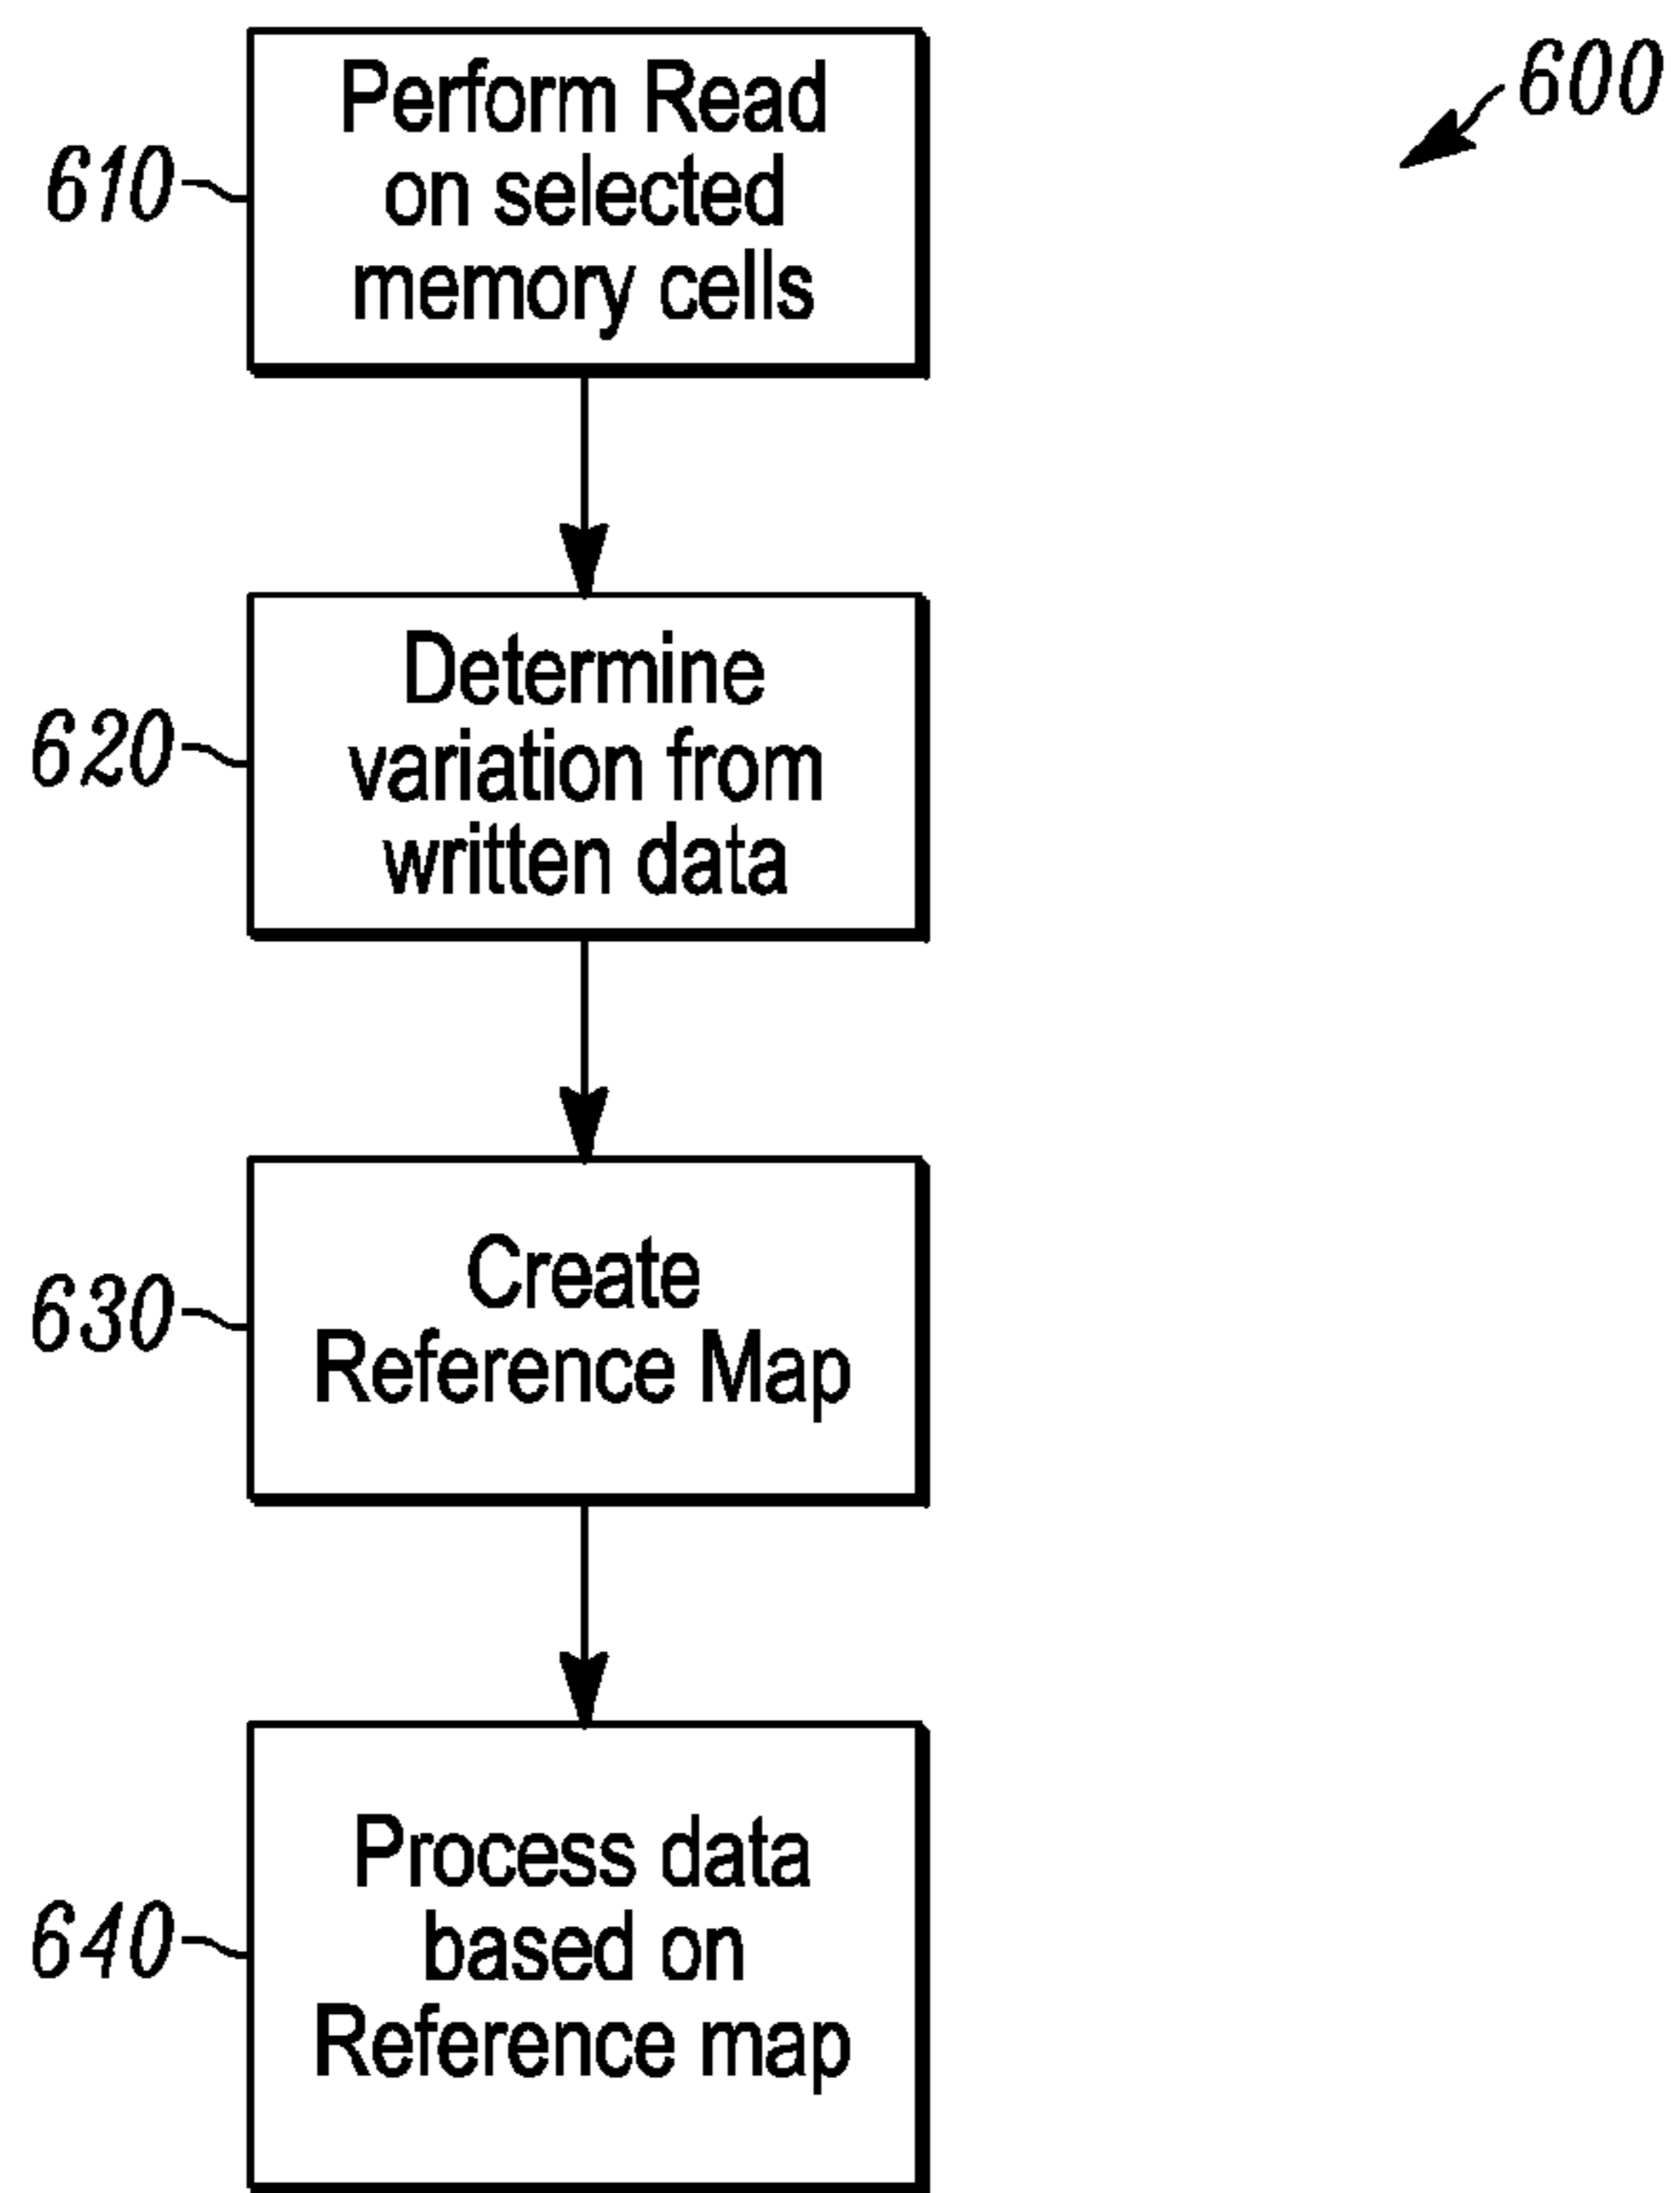 600
610
Perform Read
on selected
memory cells
620
Determine
variation from
written data
630
Create
Reference Map
640
Process data
based on
Reference map